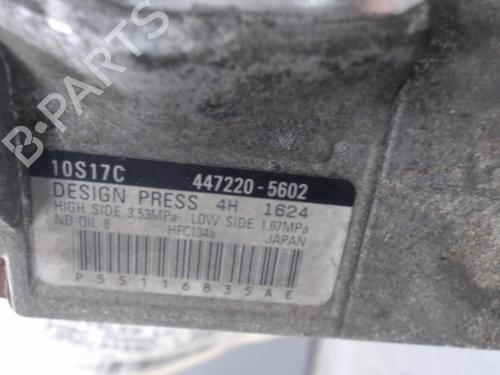 B-PARTS
10S17C 447220-5602
DESIGN PRESS 4H 1624
HIGH SIDE 3.53MPa LOW SIDE 1.67MPa
ND-OIL 8 HFC134a JAPAN
P55116835AE